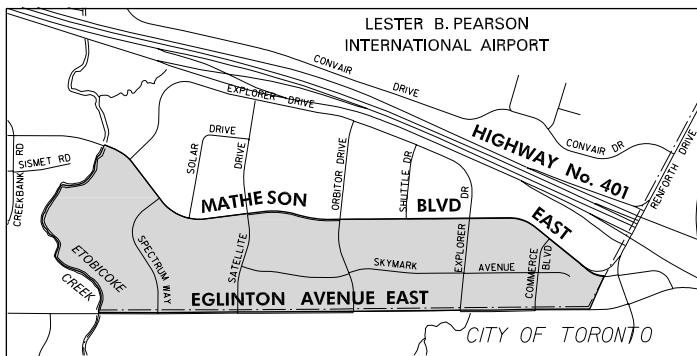 LESTER B. PEARSON
INTERNATIONAL AIRPORT
CONVAIR DRIVE
EXPLORER DRIVE
CONVAIR DR
HIGHWAY No. 401
RENFORTH DRIVE
CREEKBANK RD
SISMET RD
SOLAR DRIVE
SATELLITE DRIVE
ORBITOR DRIVE
SHUTTLE DR
EXPLORER DR
MATHESON BLVD EAST
ETOBICOKE
CREEK
SPECTRUM WAY
SKYMARK AVENUE
COMMERCE BLVD
EGLINTON AVENUE EAST
CITY OF TORONTO